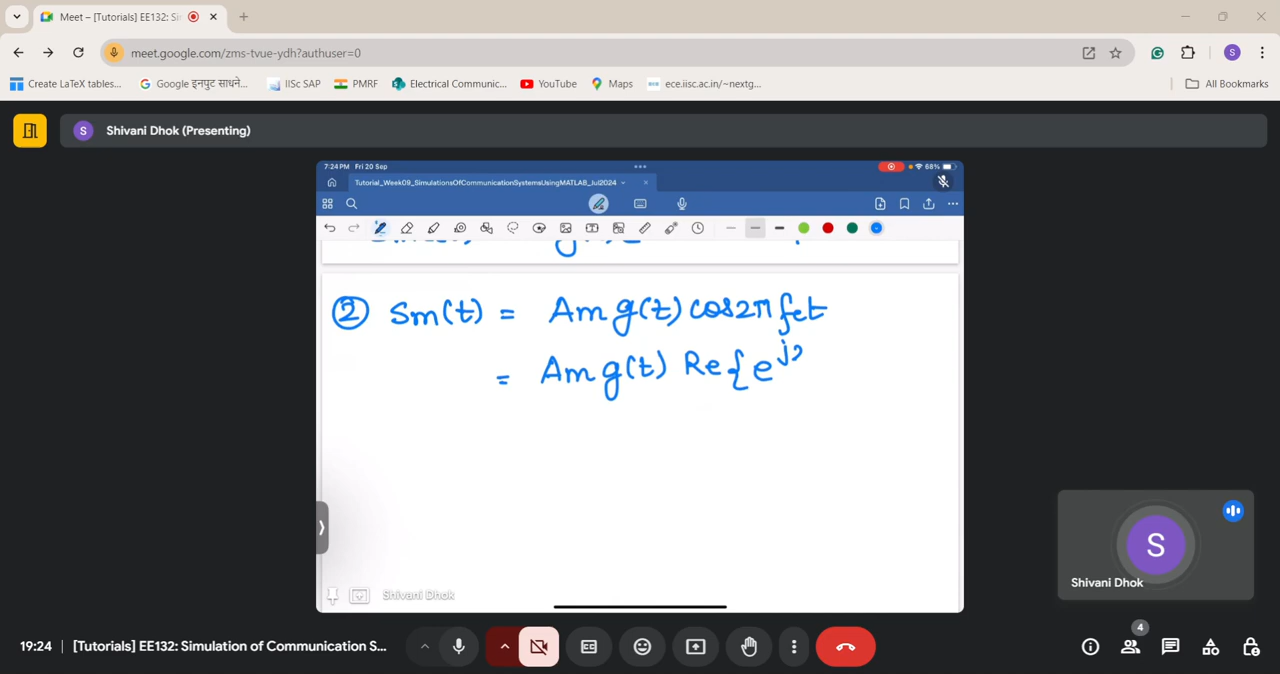 Meet – [Tutorials] EE132: Si
meet.google.com/zms-tvue-ydh?authuser=0
S
Create LaTeX tables...
Google इनपुट साधने...
IISc SAP
PMRF
Electrical Communic...
YouTube
Maps
ece.iisc.ac.in/~nextg...
All Bookmarks
S Shivani Dhok (Presenting)
7:24 PM Fri 20 Sep
68%
Tutorial_Week09_SimulationsOfCommunicationSystemsUsingMATLAB_Jul2024
② Sm(t) = Am g(t) cos2π fct
= Am g(t) Re{e^j2
S
Shivani Dhok
Shivani Dhok
19:24 | [Tutorials] EE132: Simulation of Communication S...
4